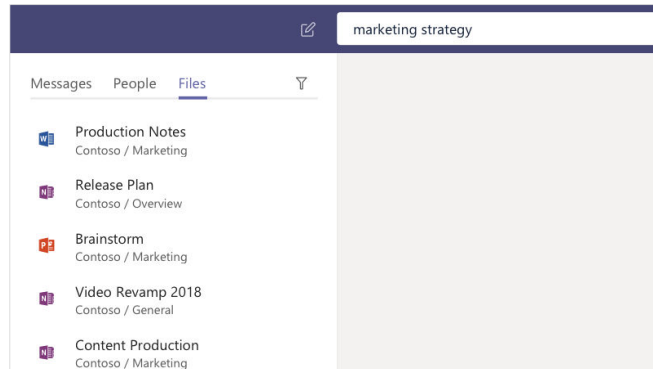 marketing strategy
Messages People Files
Production Notes
Contoso / Marketing
Release Plan
Contoso / Overview
Brainstorm
Contoso / Marketing
Video Revamp 2018
Contoso / General
Content Production
Contoso / Marketing